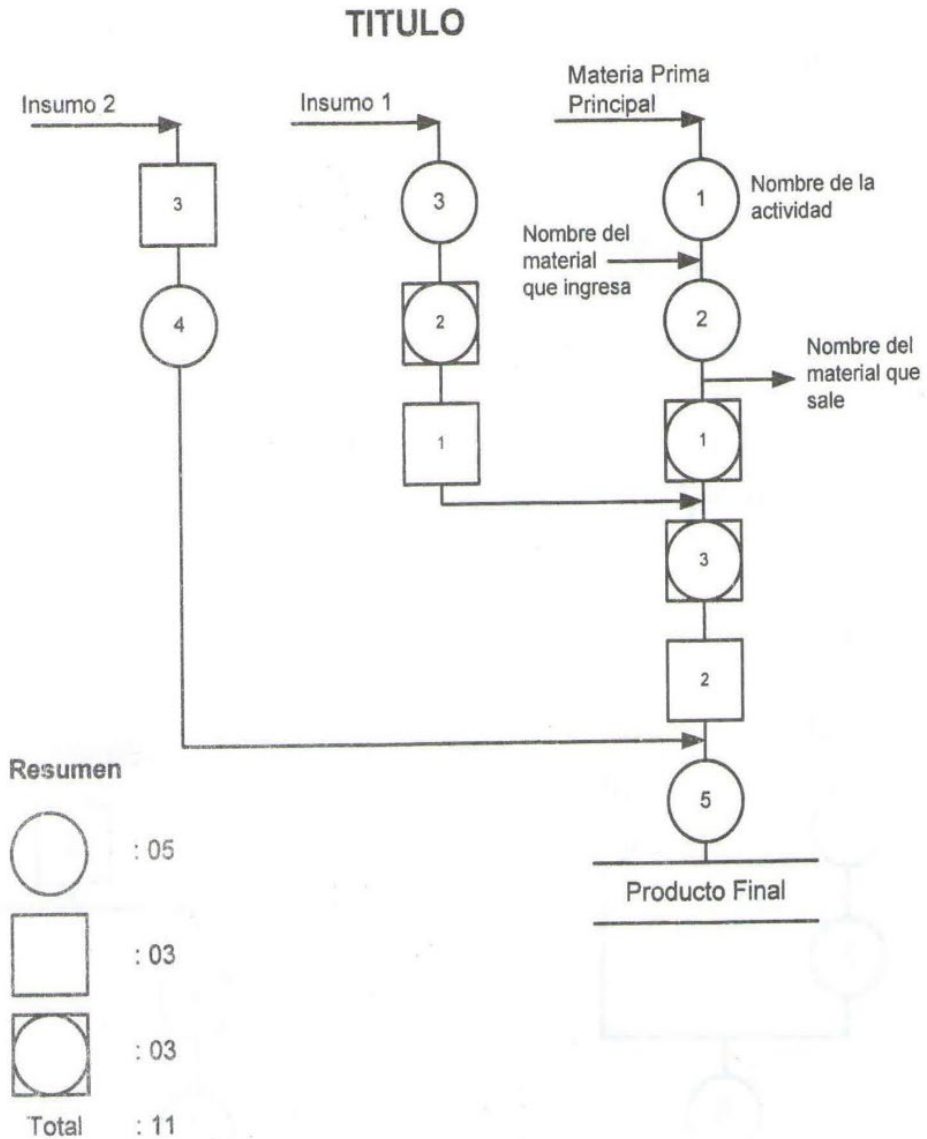 TITULO
Insumo 2
Insumo 1
Materia Prima
Principal
3
3
1
Nombre de la
actividad
Nombre del
material
que ingresa
4
2
2
Nombre del
material que
sale
1
1
3
2
5
Producto Final
Resumen
: 05
: 03
: 03
Total : 11